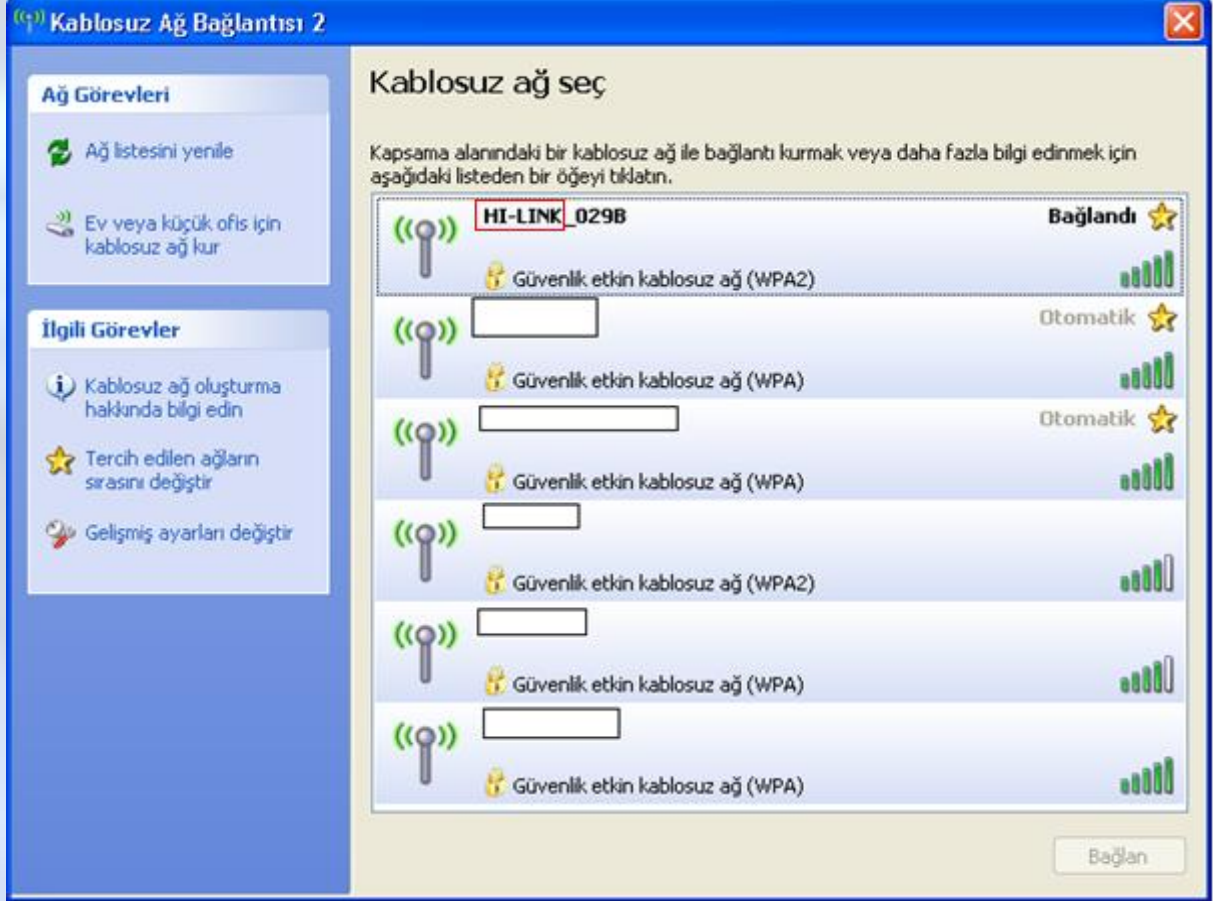 Kablosuz Ağ Bağlantısı 2
Ağ Görevleri
Ağ listesini yenile
Ev veya küçük ofis için
kablosuz ağ kur
İlgili Görevler
Kablosuz ağ oluşturma
hakkında bilgi edin
Tercih edilen ağların
sırasını değiştir
Gelişmiş ayarları değiştir
Kablosuz ağ seç
Kapsama alanındaki bir kablosuz ağ ile bağlantı kurmak veya daha fazla bilgi edinmek için
aşağıdaki listeden bir öğeyi tıklatın.
HI-LINK_029B Bağlandı
Güvenlik etkin kablosuz ağ (WPA2)
Otomatik
Güvenlik etkin kablosuz ağ (WPA)
Otomatik
Güvenlik etkin kablosuz ağ (WPA)
Güvenlik etkin kablosuz ağ (WPA2)
Güvenlik etkin kablosuz ağ (WPA)
Güvenlik etkin kablosuz ağ (WPA)
Bağlan